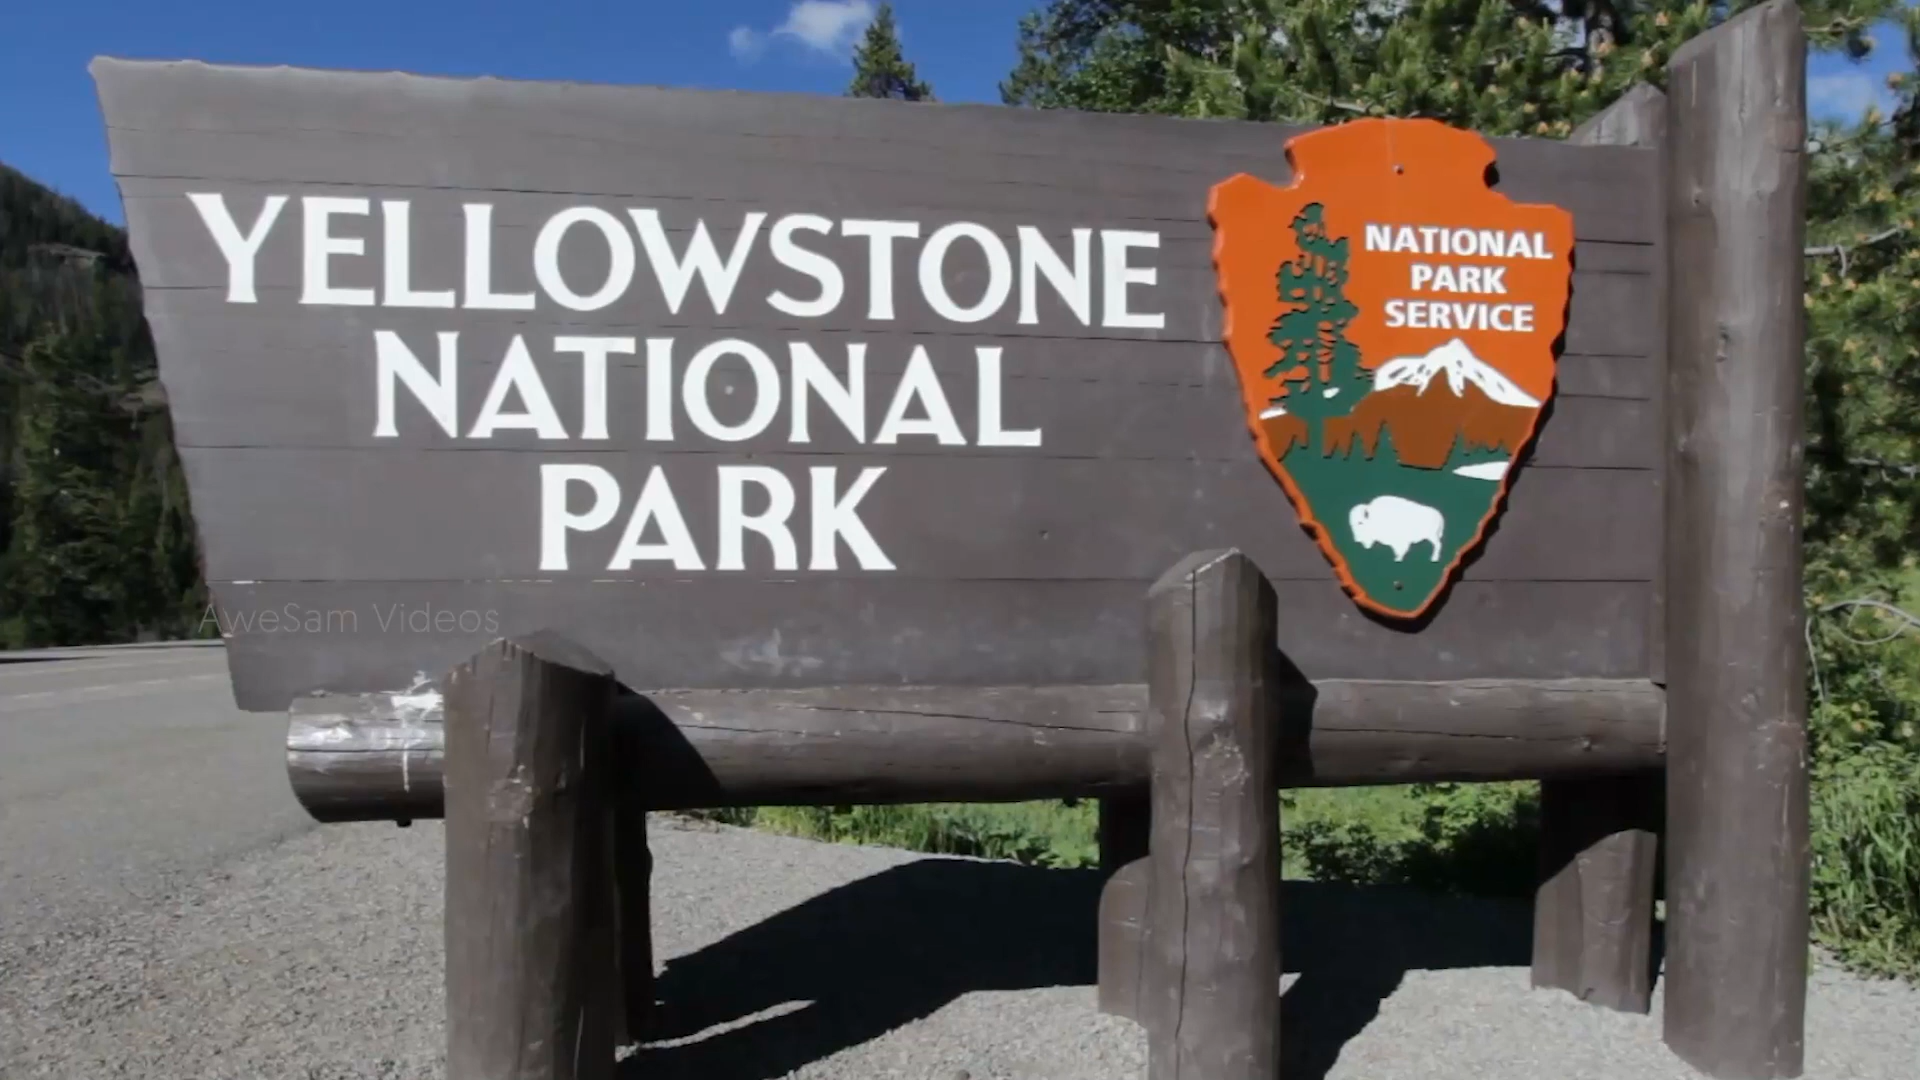 YELLOWSTONE
NATIONAL
PARK
NATIONAL
PARK
SERVICE
AweSam Videos